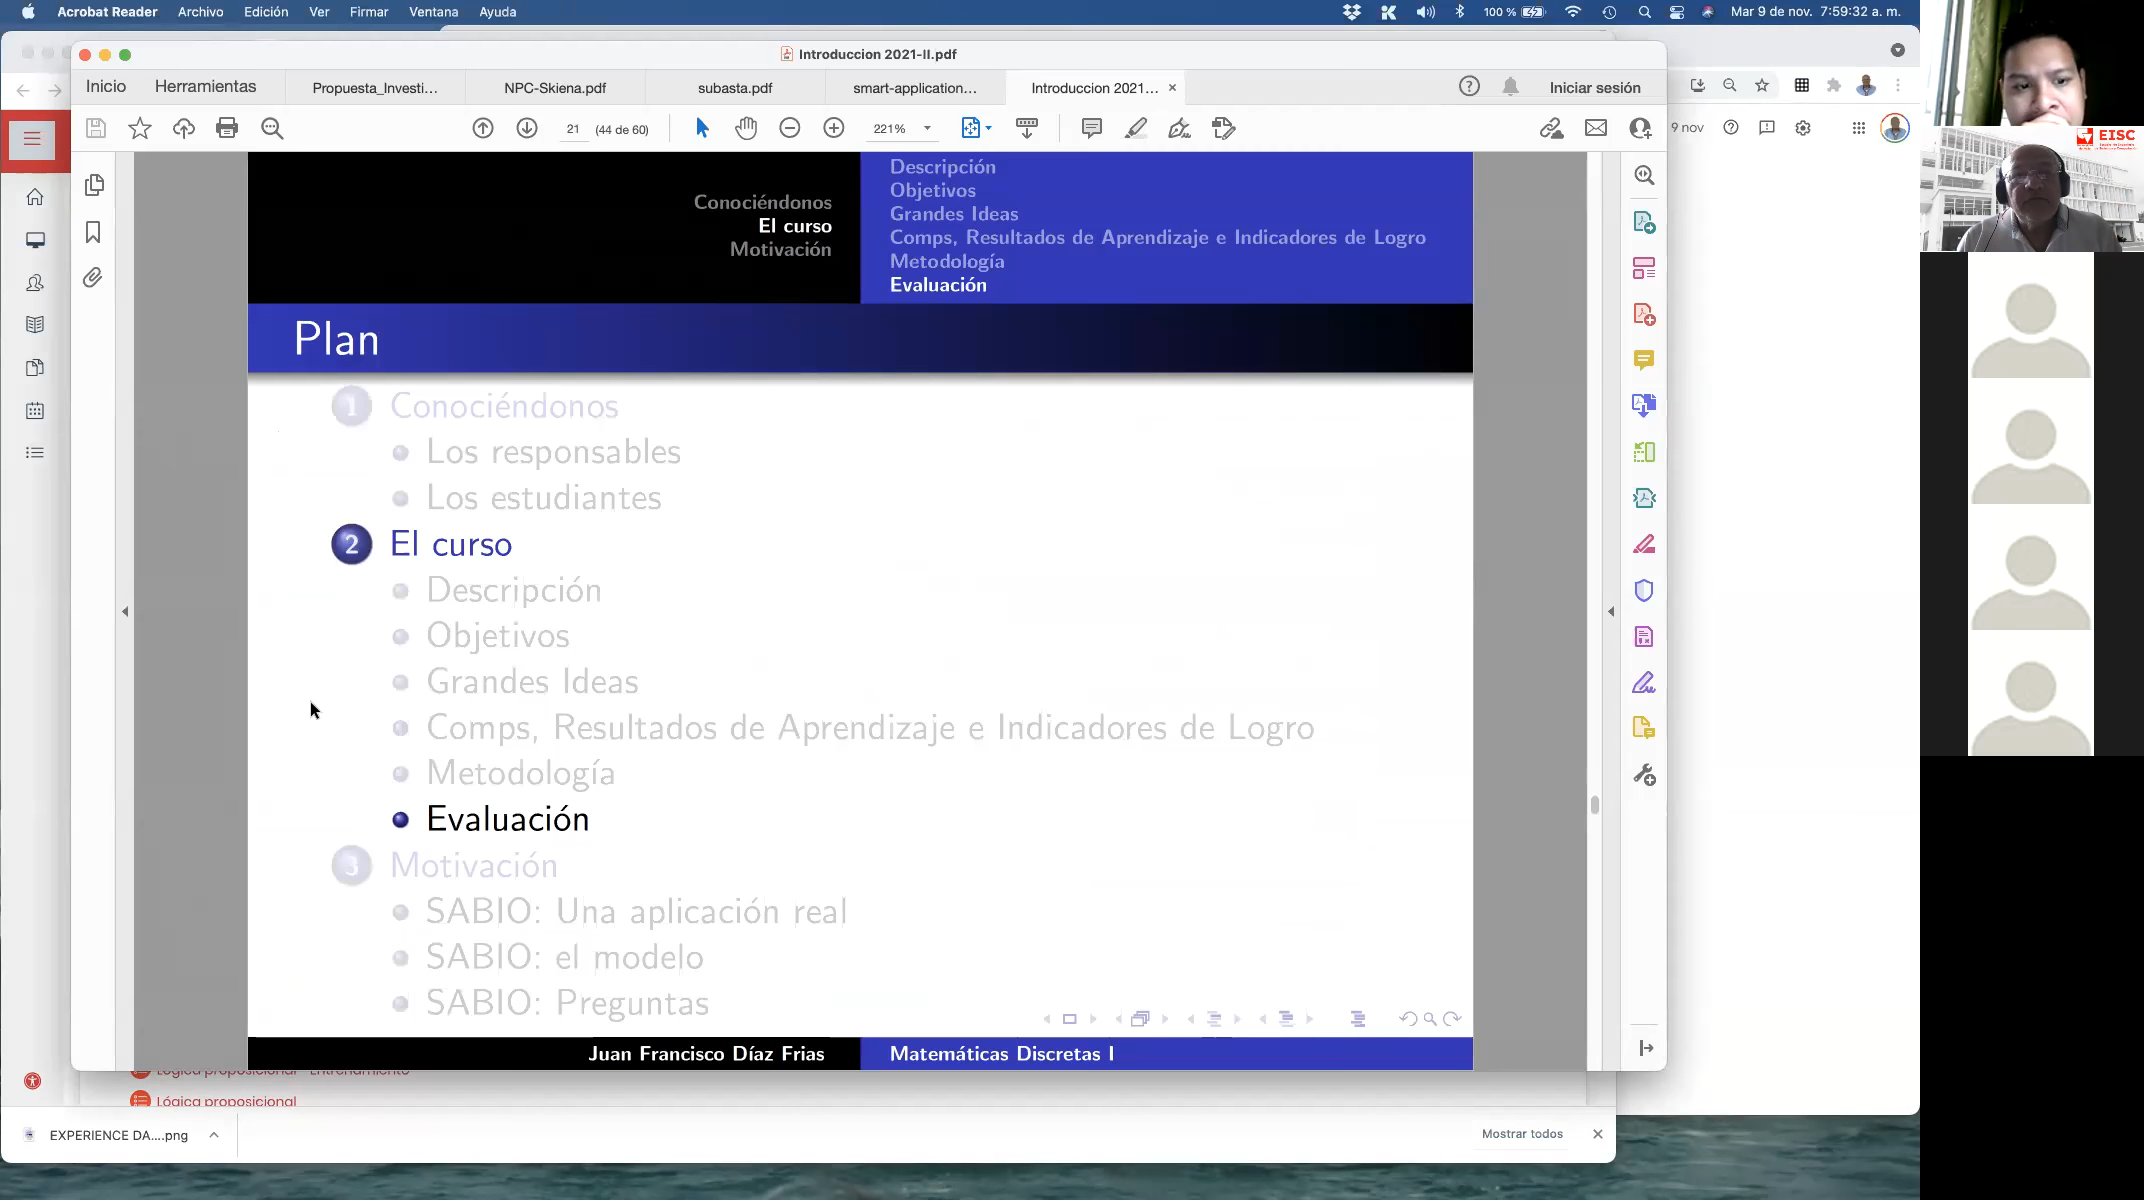 Acrobat Reader Archivo Edición Ver Firmar Ventana Ayuda 100 % Mar 9 de nov. 7:59:32 a. m.
Introduccion 2021-II.pdf
Inicio Herramientas Propuesta_Investi... NPC-Skiena.pdf subasta.pdf smart-application... Introduccion 2021... × Iniciar sesión
21 (44 de 60) 221%
9 nov
EISC
Conociéndonos
El curso
Motivación
Descripción
Objetivos
Grandes Ideas
Comps, Resultados de Aprendizaje e Indicadores de Logro
Metodología
Evaluación
Plan
1 Conociéndonos
Los responsables
Los estudiantes
2 El curso
Descripción
Objetivos
Grandes Ideas
Comps, Resultados de Aprendizaje e Indicadores de Logro
Metodología
Evaluación
3 Motivación
SABIO: Una aplicación real
SABIO: el modelo
SABIO: Preguntas
Juan Francisco Díaz Frias Matemáticas Discretas I
Lógica proposicional - Entrenamiento
Lógica proposicional
EXPERIENCE DA....png Mostrar todos